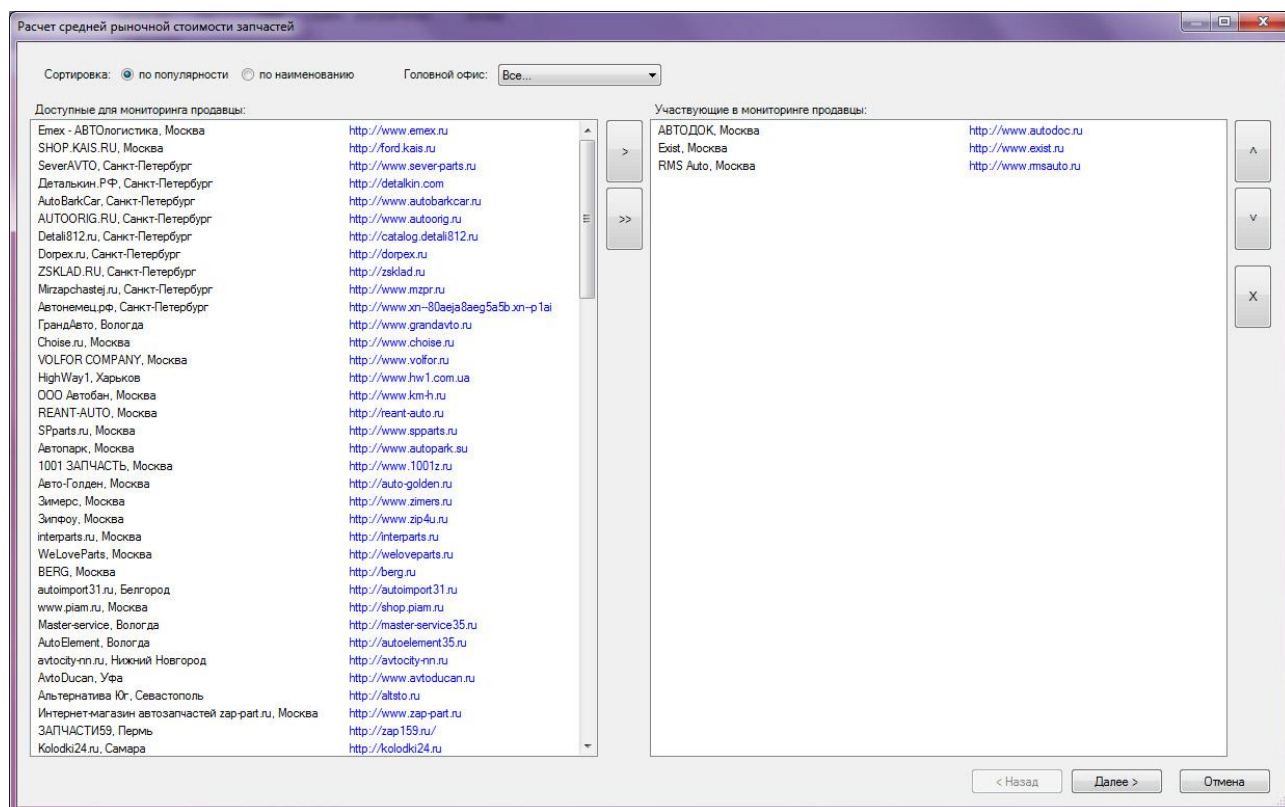 Расчет средней рыночной стоимости запчастей
Сортировка: по популярности по наименованию Головной офис: Все...
Доступные для мониторинга продавцы: Участвующие в мониторинге продавцы:
Emex - АВТОлогистика, Москва http://www.emex.ru АВТОДОК, Москва http://www.autodoc.ru
SHOP.KAIS.RU, Москва http://ford.kais.ru > Exist, Москва http://www.exist.ru ^
SeverAVTO, Санкт-Петербург http://www.sever-parts.ru RMS Auto, Москва http://www.rmsauto.ru
Деталькин.РФ, Санкт-Петербург http://detalkin.com
AutoBarkCar, Санкт-Петербург http://www.autobarkcar.ru
AUTOORIG.RU, Санкт-Петербург http://www.autoorig.ru >> v
Detali812.ru, Санкт-Петербург http://catalog.detali812.ru
Dorpex.ru, Санкт-Петербург http://dorpex.ru
ZSKLAD.RU, Санкт-Петербург http://zsklad.ru
Mirzapchastej.ru, Санкт-Петербург http://www.mzpr.ru X
Автонемец.рф, Санкт-Петербург http://www.xn--80aeja8aeg5a5b.xn--p1ai
ГрандАвто, Вологда http://www.grandavto.ru
Choise.ru, Москва http://www.choise.ru
VOLFOR COMPANY, Москва http://www.volfor.ru
HighWay1, Харьков http://www.hw1.com.ua
ООО Автобан, Москва http://www.km-h.ru
REANT-AUTO, Москва http://reant-auto.ru
SPparts.ru, Москва http://www.spparts.ru
Автопарк, Москва http://www.autopark.su
1001 ЗАПЧАСТЬ, Москва http://www.1001z.ru
Авто-Голден, Москва http://auto-golden.ru
Зимерс, Москва http://www.zimers.ru
Зипфоу, Москва http://www.zip4u.ru
interparts.ru, Москва http://interparts.ru
WeLoveParts, Москва http://weloveparts.ru
BERG, Москва http://berg.ru
autoimport31.ru, Белгород http://autoimport31.ru
www.piam.ru, Москва http://shop.piam.ru
Master-service, Вологда http://master-service35.ru
AutoElement, Вологда http://autoelement35.ru
avtocity-nn.ru, Нижний Новгород http://avtocity-nn.ru
AvtoDucan, Уфа http://www.avtoducan.ru
Альтернатива Юг, Севастополь http://altsto.ru
Интернет-магазин автозапчастей zap-part.ru, Москва http://www.zap-part.ru
ЗАПЧАСТИ59, Пермь http://zap159.ru/
Kolodki24.ru, Самара http://kolodki24.ru
< Назад Далее > Отмена